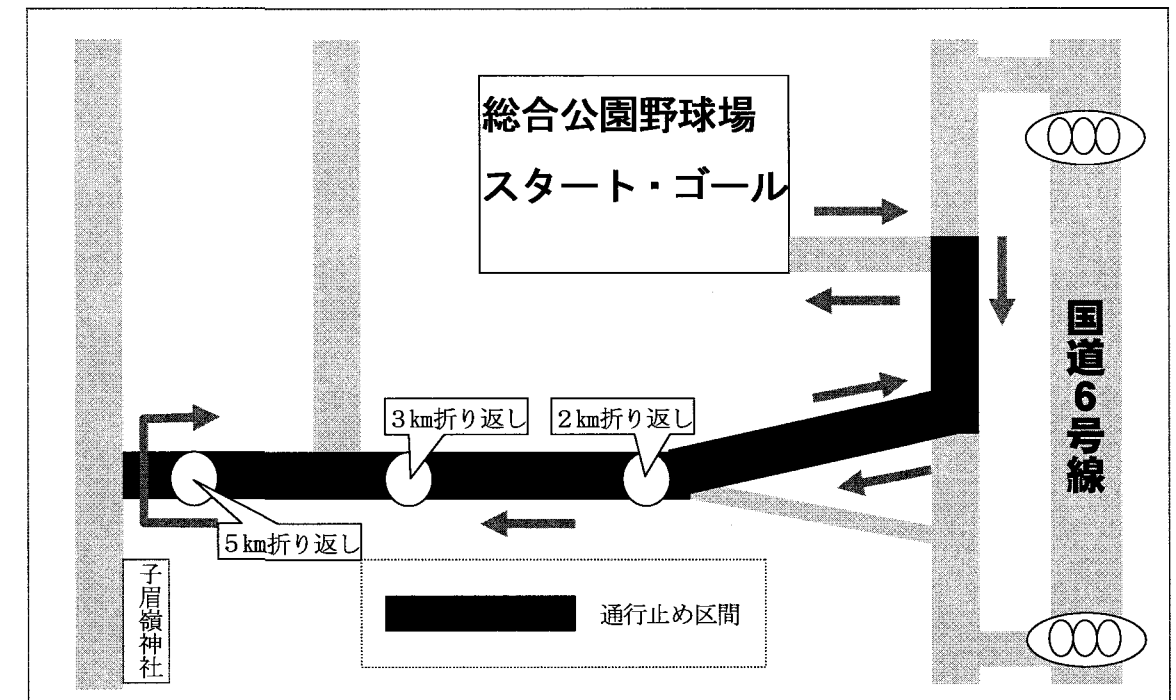 総合公園野球場
スタート・ゴール
国道6号線
3km折り返し
2km折り返し
5km折り返し
子眉嶺神社
通行止め区間